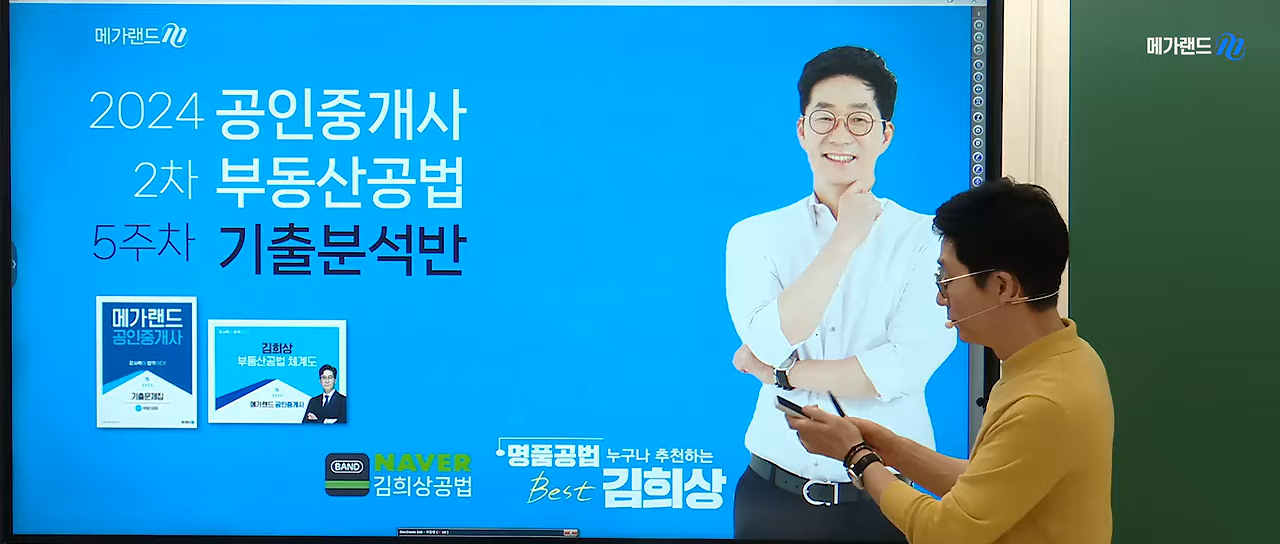 메가랜드
메가랜드
2024 공인중개사
2차 부동산공법
5주차 기출분석반
메가랜드
공인중개사
기출문제집
김희상
부동산공법 체계도
메가랜드 공인중개사
BAND
NAVER
김희상공법
명품공법 누구나 추천하는
Best 김희상